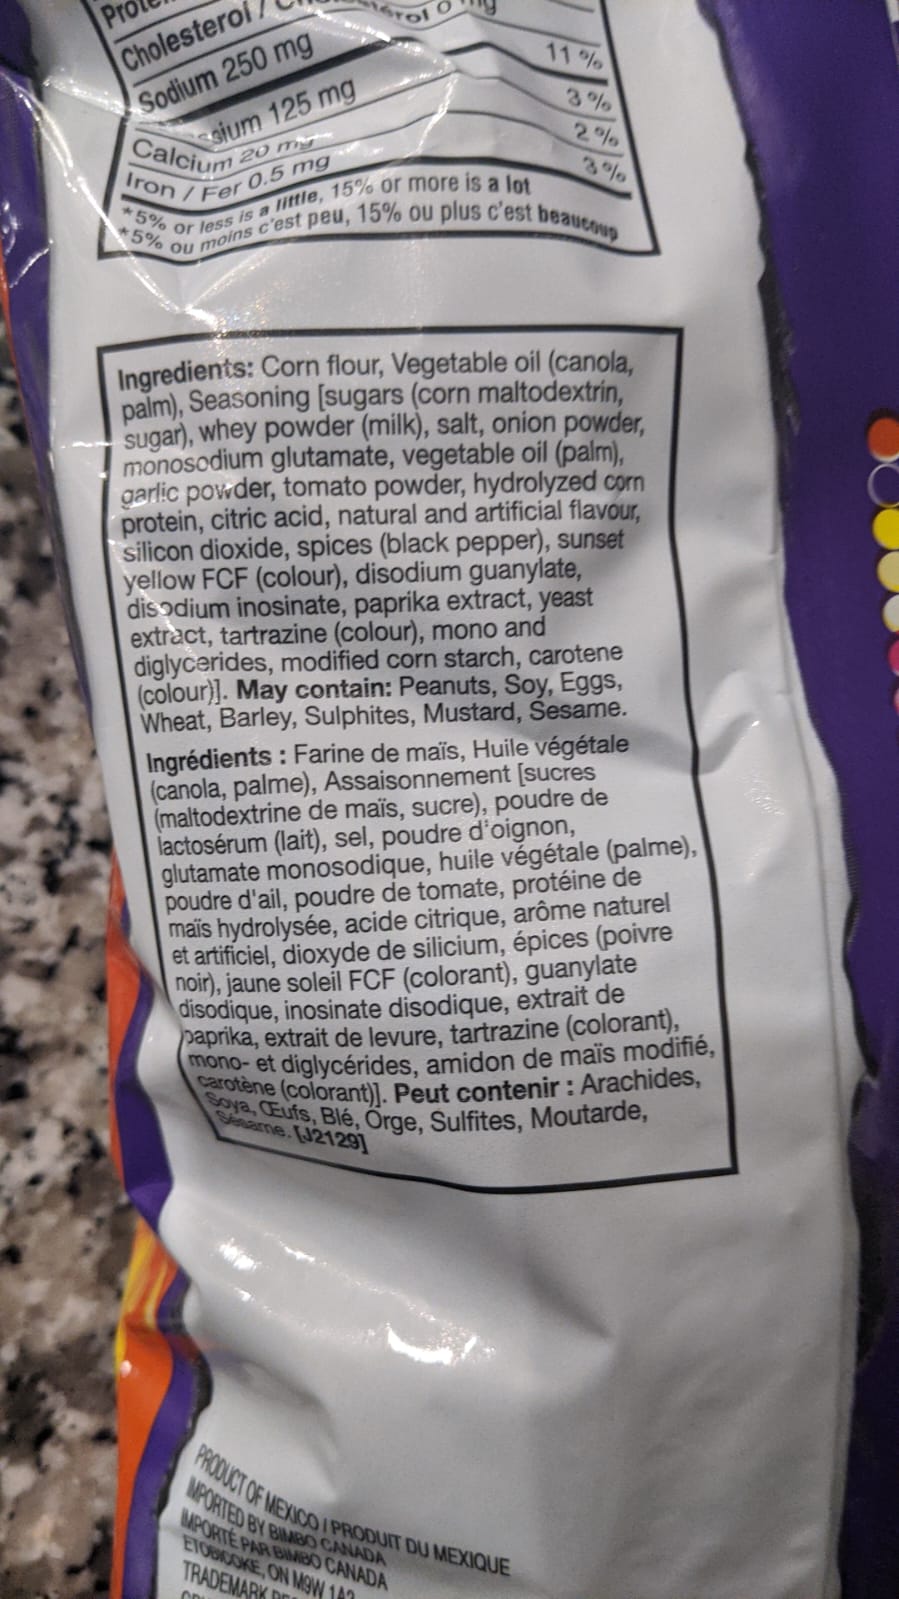 Cholesterol /
Sodium 250 mg 11 %
125 mg 3 %
Calcium 20 mg 2 %
Iron / Fer 0.5 mg 3 %
*5% or less is a little, 15% or more is a lot
*5% ou moins c'est peu, 15% ou plus c'est beaucoup
Ingredients: Corn flour, Vegetable oil (canola,
palm), Seasoning [sugars (corn maltodextrin,
sugar), whey powder (milk), salt, onion powder,
monosodium glutamate, vegetable oil (palm),
garlic powder, tomato powder, hydrolyzed corn
protein, citric acid, natural and artificial flavour,
silicon dioxide, spices (black pepper), sunset
yellow FCF (colour), disodium guanylate,
disodium inosinate, paprika extract, yeast
extract, tartrazine (colour), mono and
diglycerides, modified corn starch, carotene
(colour)]. May contain: Peanuts, Soy, Eggs,
Wheat, Barley, Sulphites, Mustard, Sesame.
Ingrédients : Farine de maïs, Huile végétale
(canola, palme), Assaisonnement [sucres
(maltodextrine de maïs, sucre), poudre de
lactosérum (lait), sel, poudre d'oignon,
glutamate monosodique, huile végétale (palme),
poudre d'ail, poudre de tomate, protéine de
maïs hydrolysée, acide citrique, arôme naturel
et artificiel, dioxyde de silicium, épices (poivre
noir), jaune soleil FCF (colorant), guanylate
disodique, inosinate disodique, extrait de
paprika, extrait de levure, tartrazine (colorant),
mono- et diglycérides, amidon de maïs modifié,
carotène (colorant)]. Peut contenir : Arachides,
Soya, Œufs, Blé, Orge, Sulfites, Moutarde,
Sésame. [J2129]
PRODUCT OF MEXICO / PRODUIT DU MEXIQUE
IMPORTED BY BIMBO CANADA
IMPORTÉ PAR BIMBO CANADA
ETOBICOKE, ON M9W
TRADEMARK